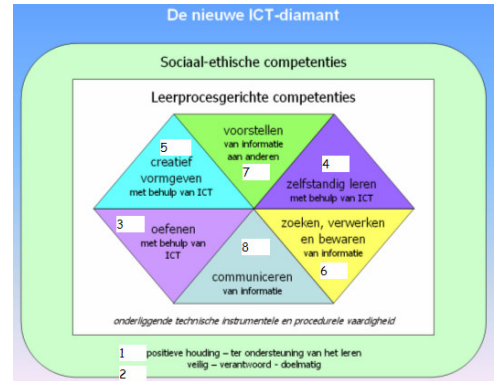 De nieuwe ICT-diamant
Sociaal-ethische competenties
Leerprocesgerichte competenties
5
creatief
vormgeven
met behulp van ICT
voorstellen
van informatie
aan anderen
7
4
zelfstandig leren
met behulp van ICT
3
oefenen
met behulp van
ICT
8
communiceren
van informatie
zoeken, verwerken
en bewaren
van informatie
6
onderliggende technische instrumentele en procedurele vaardigheid
1 positieve houding – ter ondersteuning van het leren
2 veilig – verantwoord - doelmatig